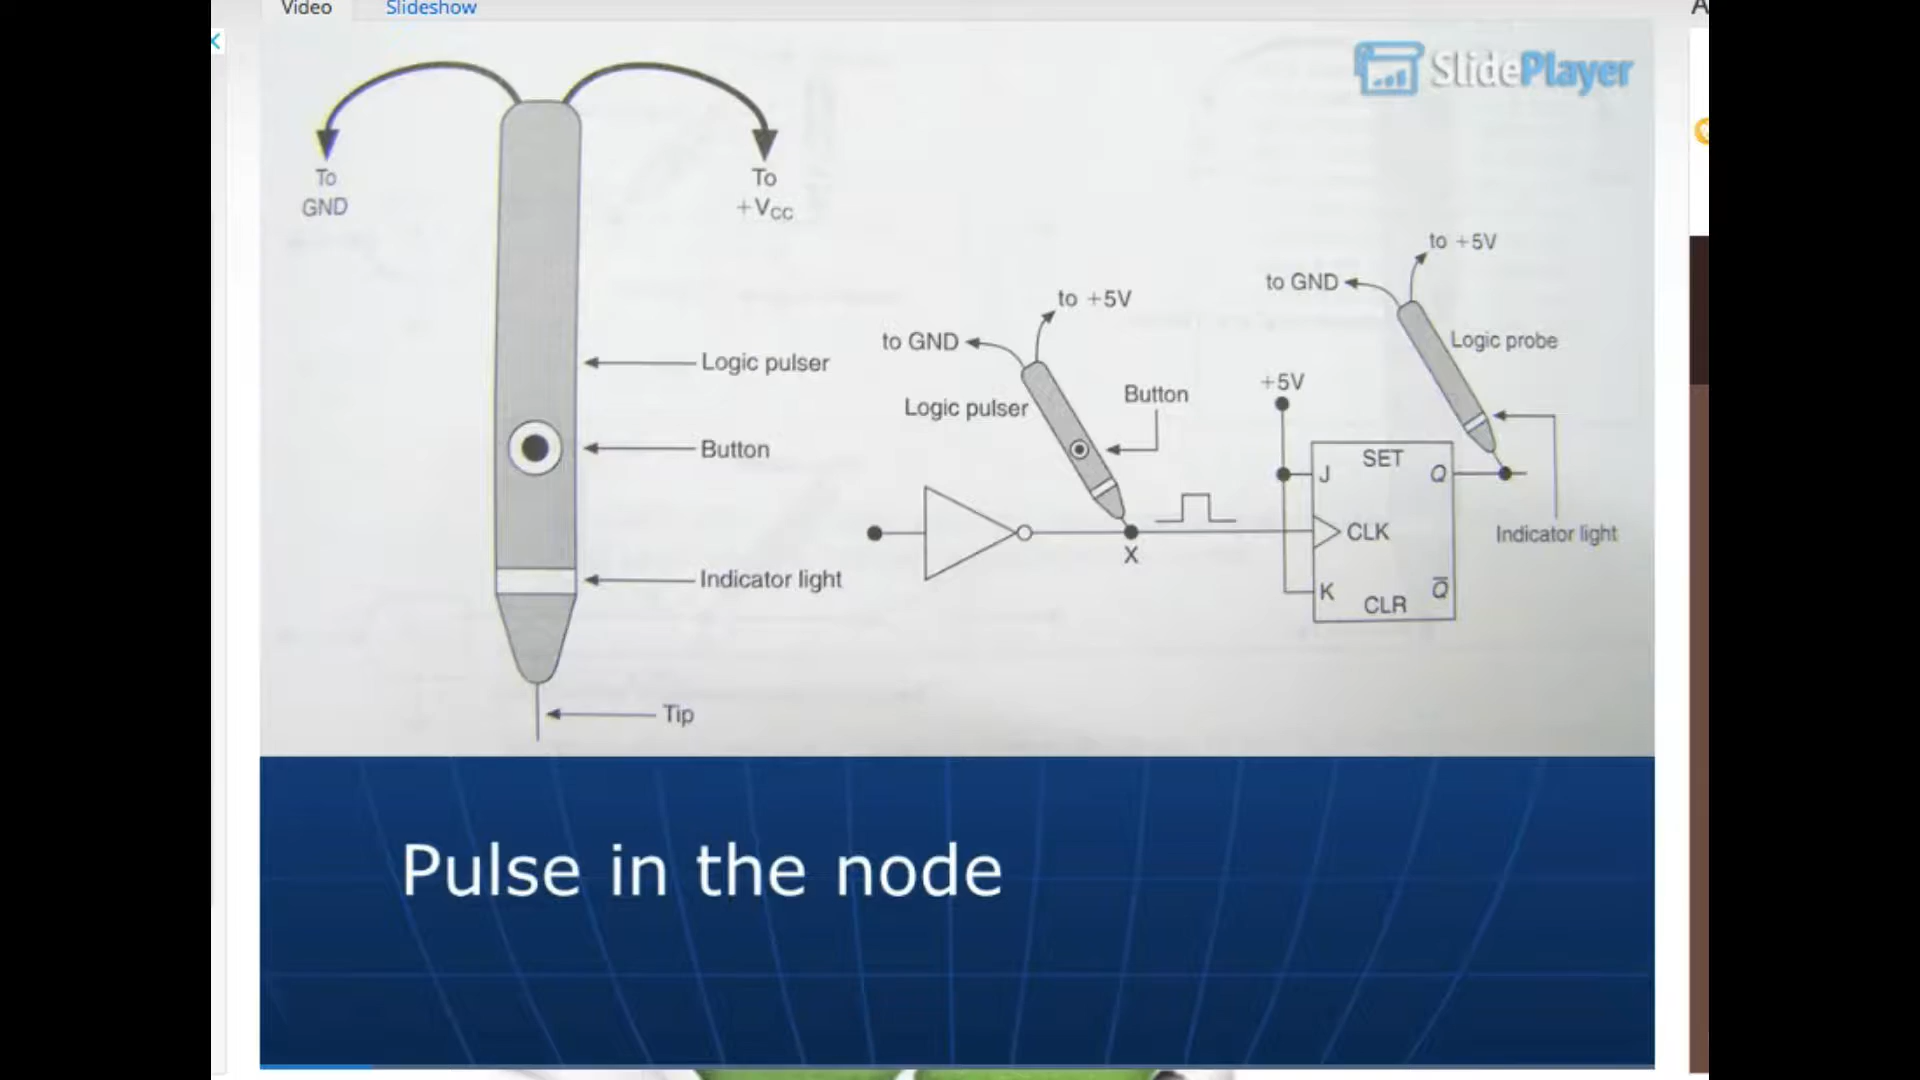 Video
Slideshow
A
SlidePlayer
To
GND
To
+VCC
Logic pulser
Button
Indicator light
Tip
to +5V
to GND
Logic pulser
Button
X
to +5V
to GND
Logic probe
+5V
SET
J
Q
CLK
K
CLR
Q̅
Indicator light
Pulse in the node